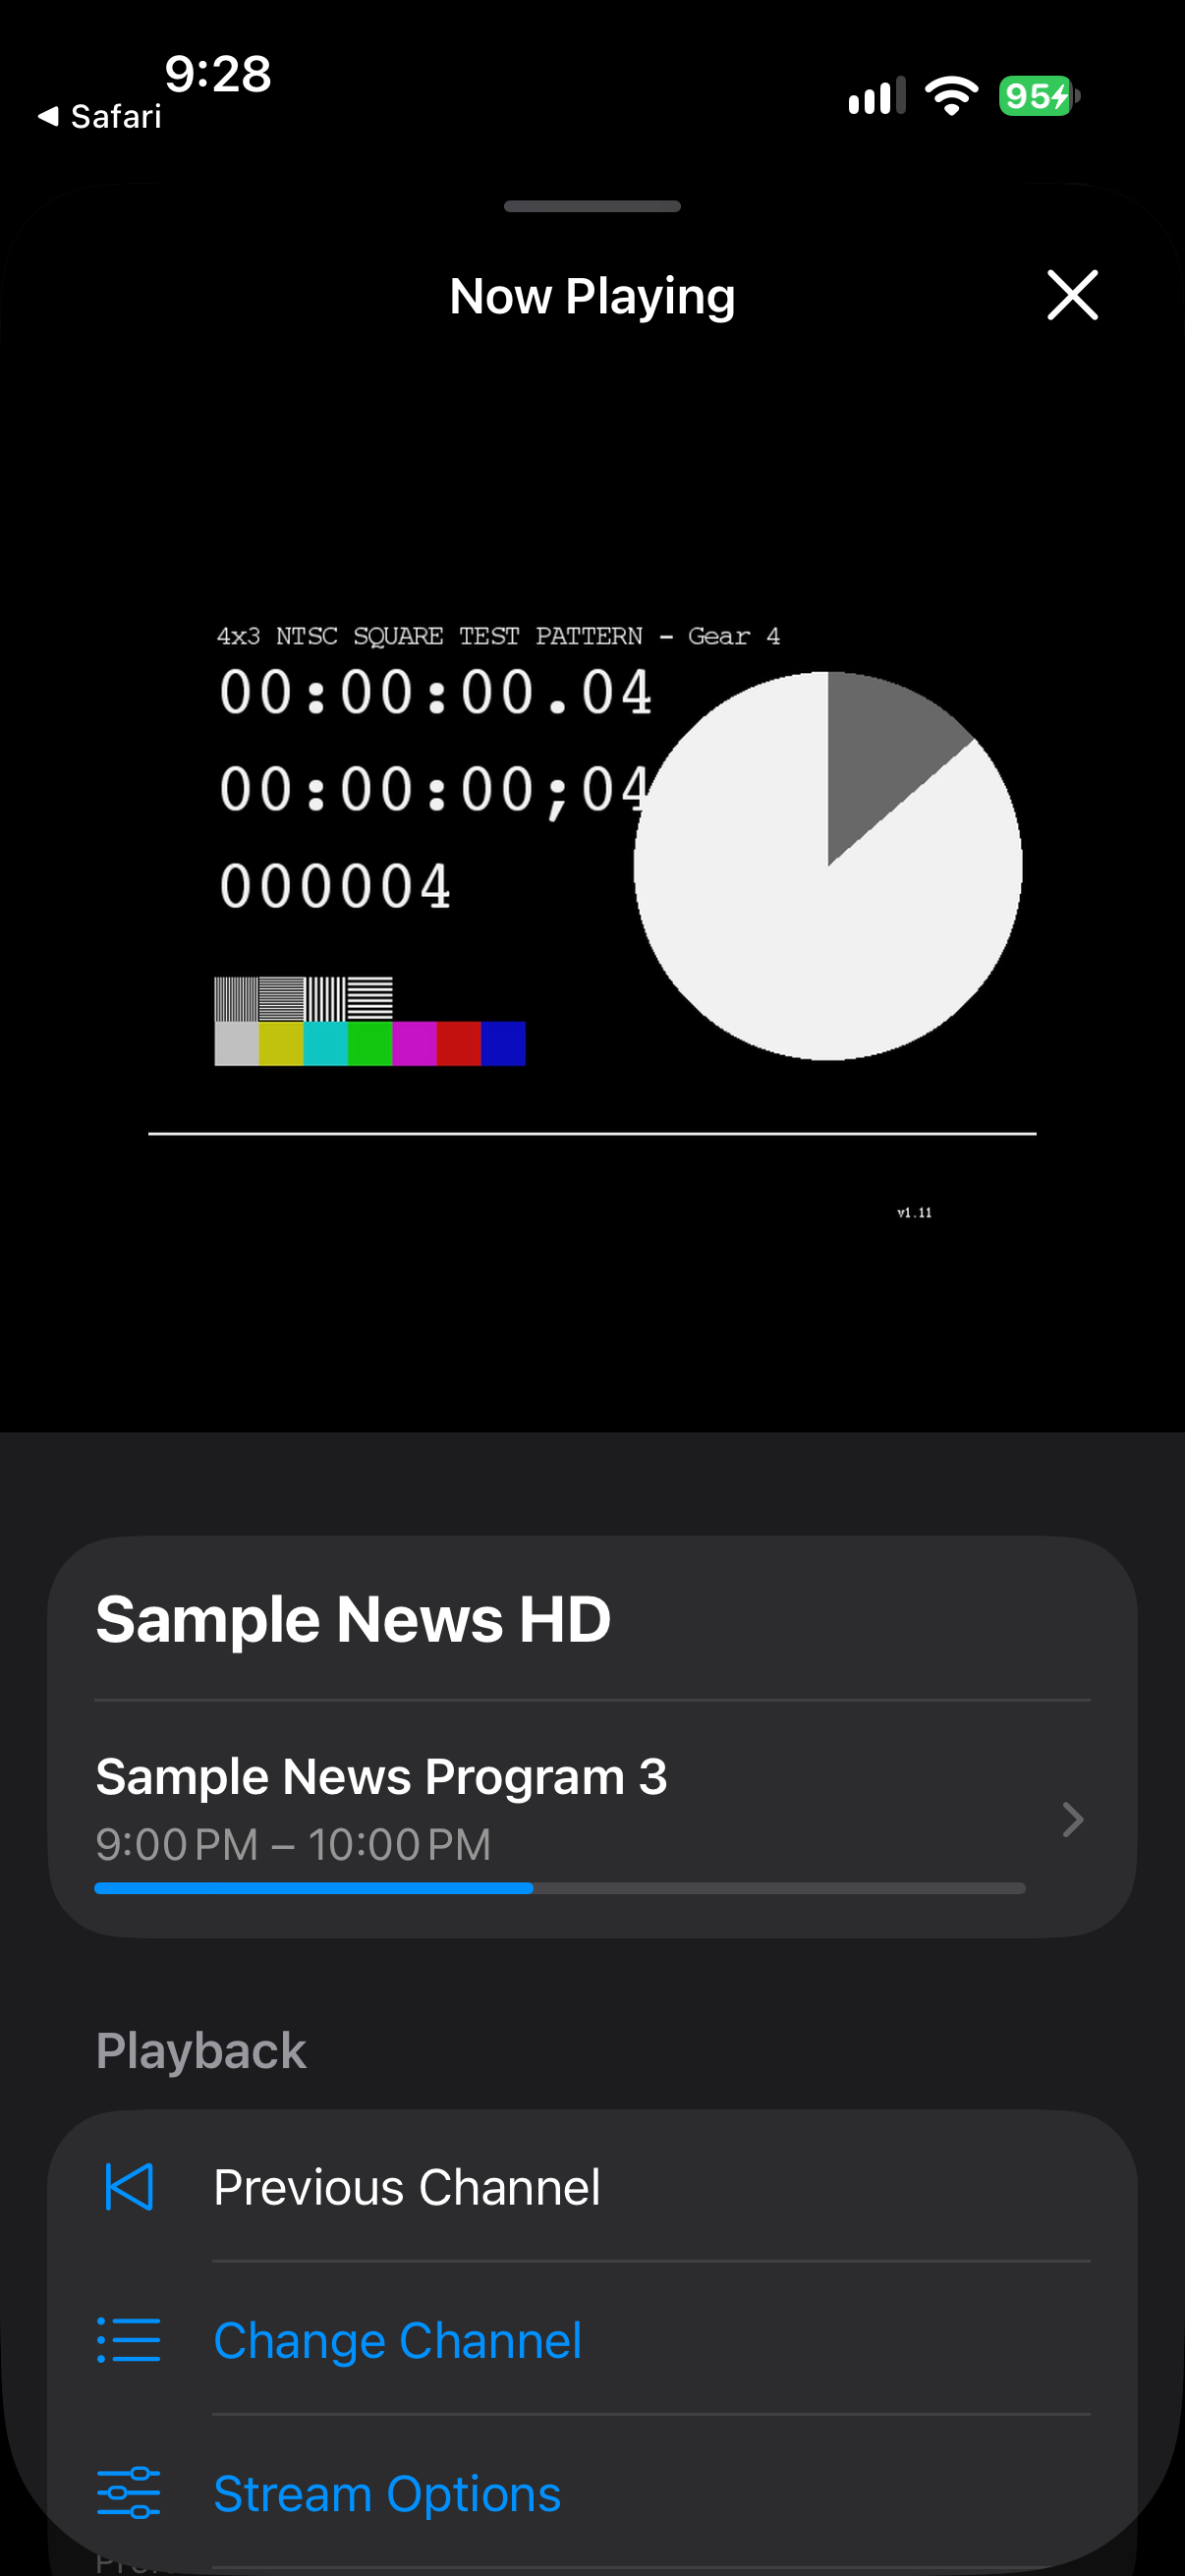 9:28
Safari
95
Now Playing
4x3 NTSC SQUARE TEST PATTERN - Gear 4
00:00:00.04
00:00:00;04
000004
v1.11
Sample News HD
Sample News Program 3
9:00 PM – 10:00 PM
Playback
Previous Channel
Change Channel
Stream Options